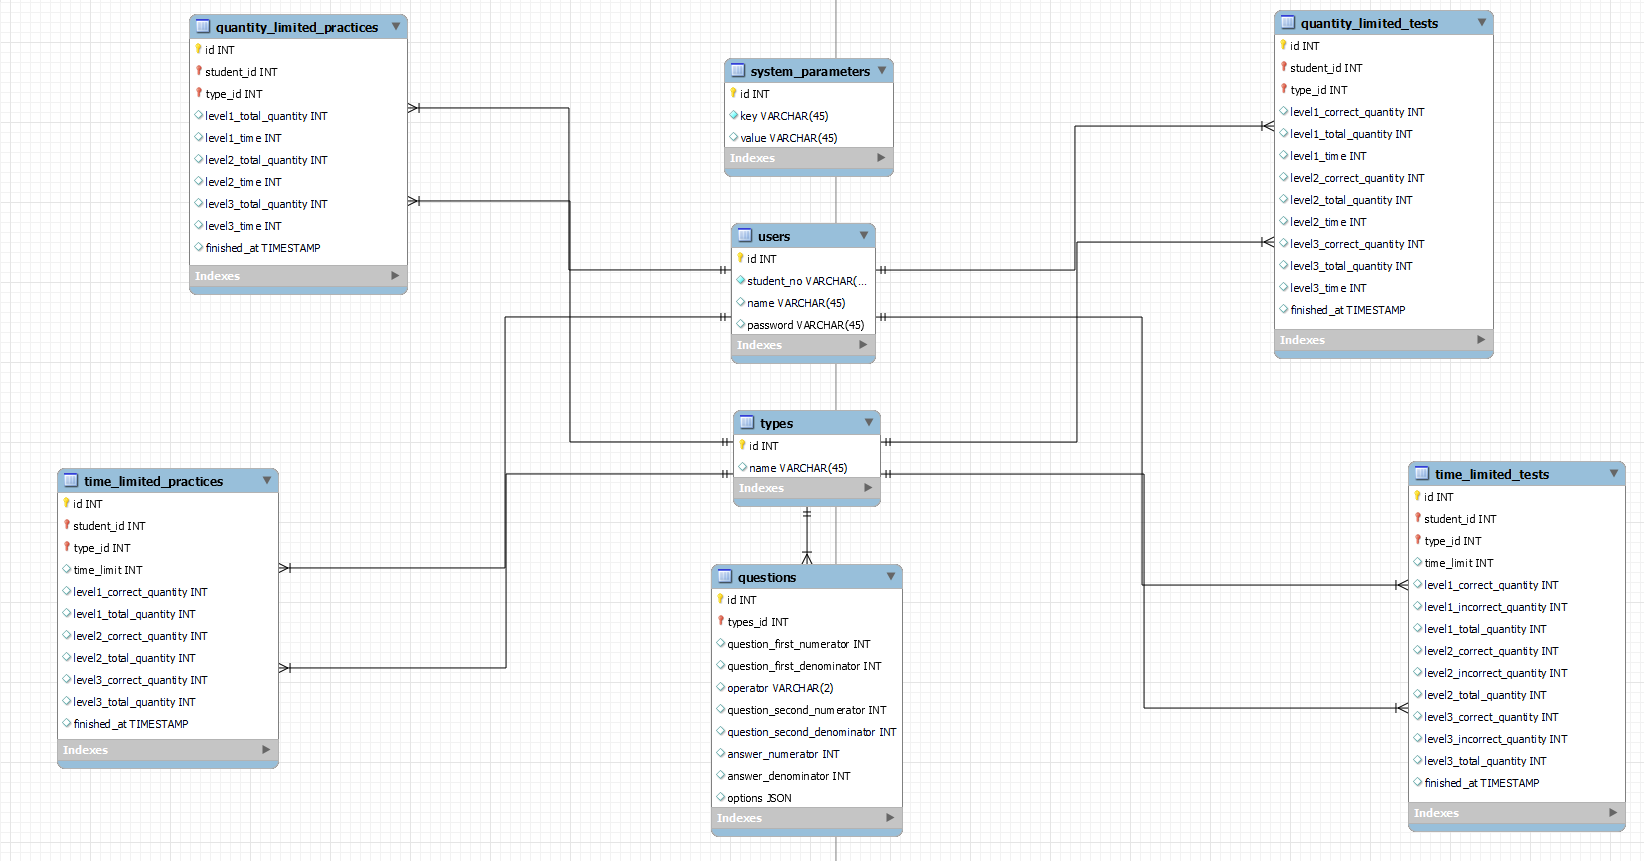 quantity_limited_practices
id INT
student_id INT
type_id INT
level1_total_quantity INT
level1_time INT
level2_total_quantity INT
level2_time INT
level3_total_quantity INT
level3_time INT
finished_at TIMESTAMP
Indexes
system_parameters
id INT
key VARCHAR(45)
value VARCHAR(45)
Indexes
quantity_limited_tests
id INT
student_id INT
type_id INT
level1_correct_quantity INT
level1_total_quantity INT
level1_time INT
level2_correct_quantity INT
level2_total_quantity INT
level2_time INT
level3_correct_quantity INT
level3_total_quantity INT
level3_time INT
finished_at TIMESTAMP
Indexes
users
id INT
student_no VARCHAR(...
name VARCHAR(45)
password VARCHAR(45)
Indexes
types
id INT
name VARCHAR(45)
Indexes
time_limited_practices
id INT
student_id INT
type_id INT
time_limit INT
level1_correct_quantity INT
level1_total_quantity INT
level2_correct_quantity INT
level2_total_quantity INT
level3_correct_quantity INT
level3_total_quantity INT
finished_at TIMESTAMP
Indexes
questions
id INT
types_id INT
question_first_numerator INT
question_first_denominator INT
operator VARCHAR(2)
question_second_numerator INT
question_second_denominator INT
answer_numerator INT
answer_denominator INT
options JSON
Indexes
time_limited_tests
id INT
student_id INT
type_id INT
time_limit INT
level1_correct_quantity INT
level1_incorrect_quantity INT
level1_total_quantity INT
level2_correct_quantity INT
level2_incorrect_quantity INT
level2_total_quantity INT
level3_correct_quantity INT
level3_incorrect_quantity INT
level3_total_quantity INT
finished_at TIMESTAMP
Indexes